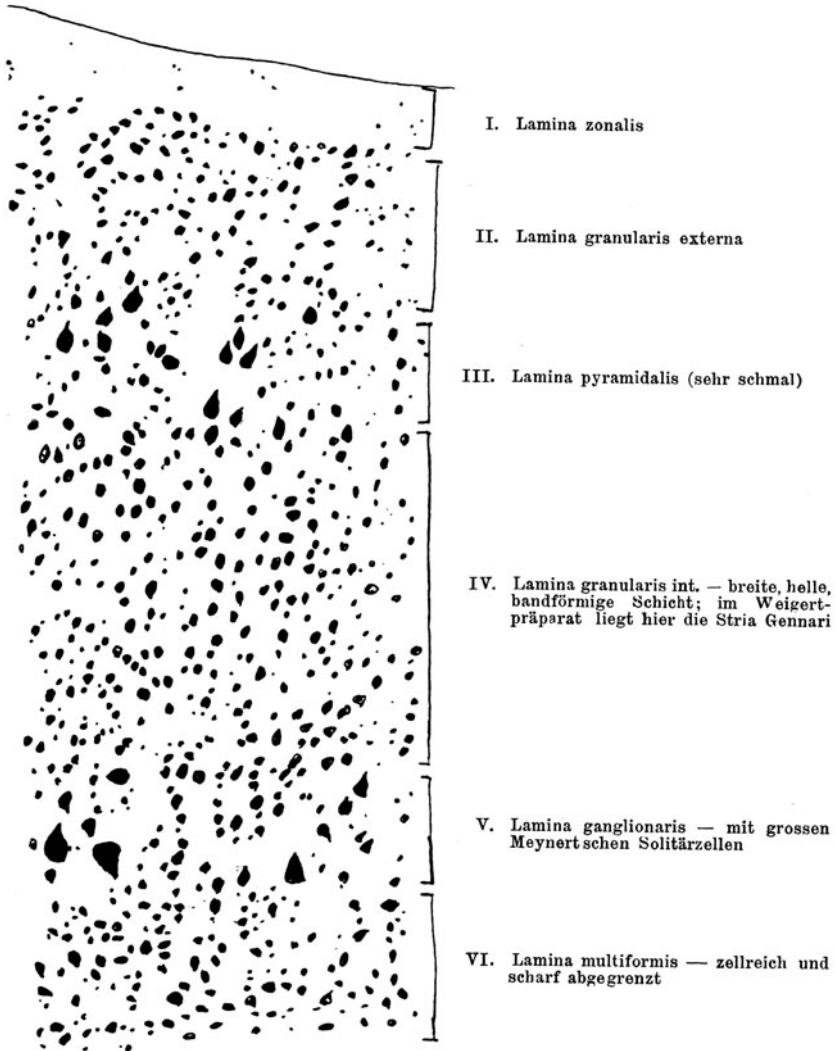 I. Lamina zonalis
II. Lamina granularis externa
III. Lamina pyramidalis (sehr schmal)
IV. Lamina granularis int. — breite, helle,
bandförmige Schicht; im Weigert-
präparat liegt hier die Stria Gennari
V. Lamina ganglionaris — mit grossen
Meynertschen Solitärzellen
VI. Lamina multiformis — zellreich und
scharf abgegrenzt